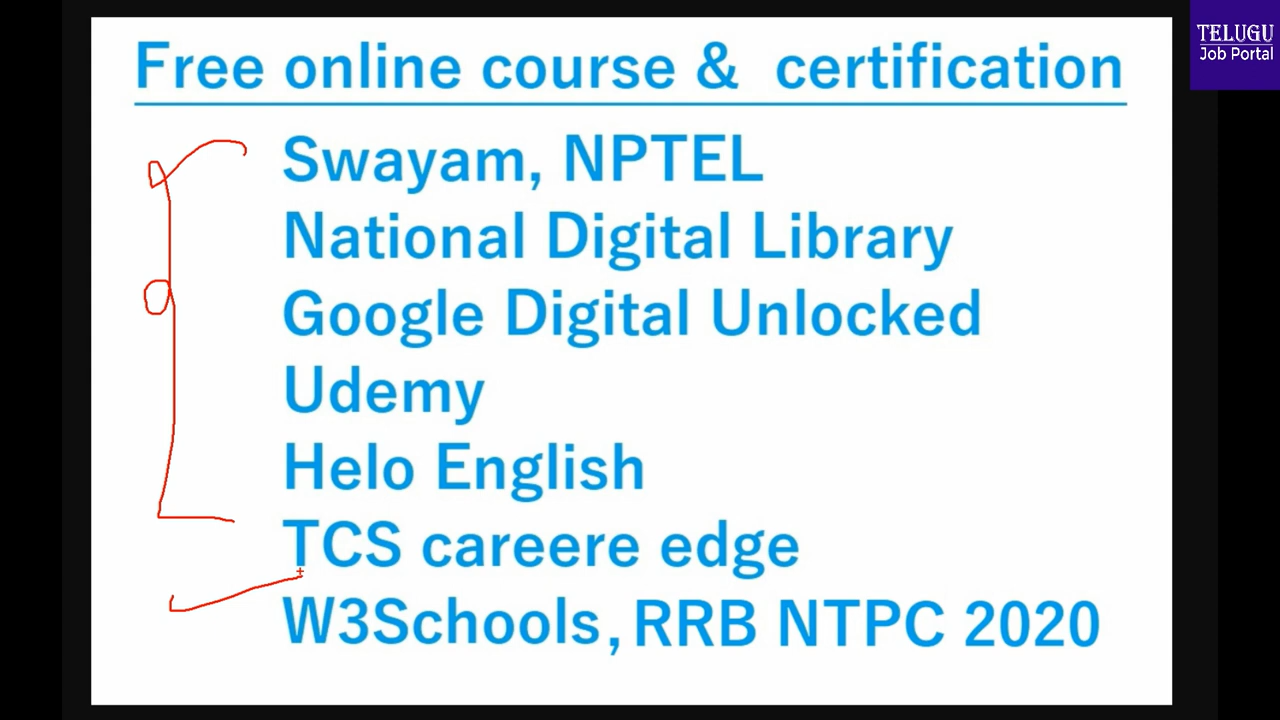 Free online course & certification
TELUGU
Job Portal
Swayam, NPTEL
National Digital Library
Google Digital Unlocked
Udemy
Helo English
TCS careere edge
W3Schools, RRB NTPC 2020